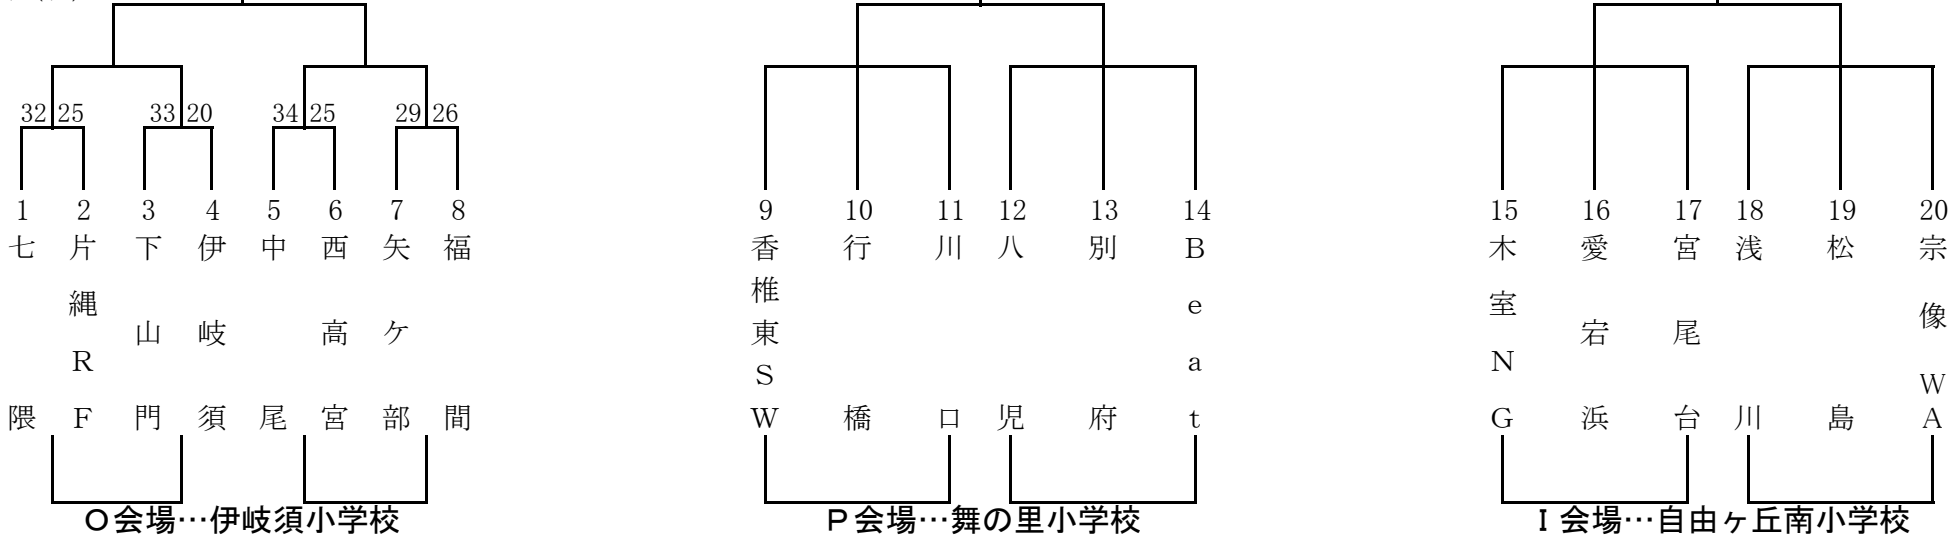 32 25 33 20 34 25 29 26
1 2 3 4 5 6 7 8 9 10 11 12 13 14 15 16 17 18 19 20
七隈
片縄RF
下山門
伊岐須
中尾
西高宮
矢ケ部
福間
香椎東SW
行橋
川口
八児
別府
Beat
木室NG
愛宕浜
宮尾台
浅川
松島
宗像WA
O会場…伊岐須小学校
P会場…舞の里小学校
I会場…自由ヶ丘南小学校